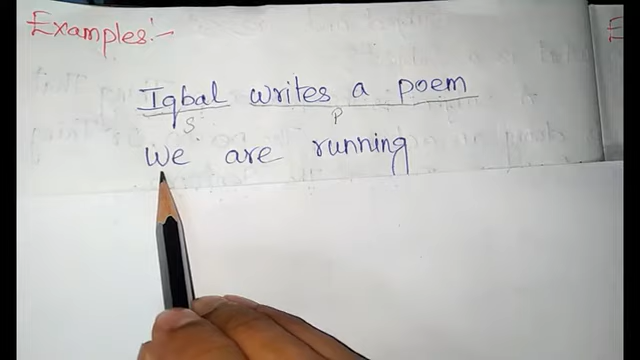 Examples:-
Iqbal writes a poem
S P
We are running